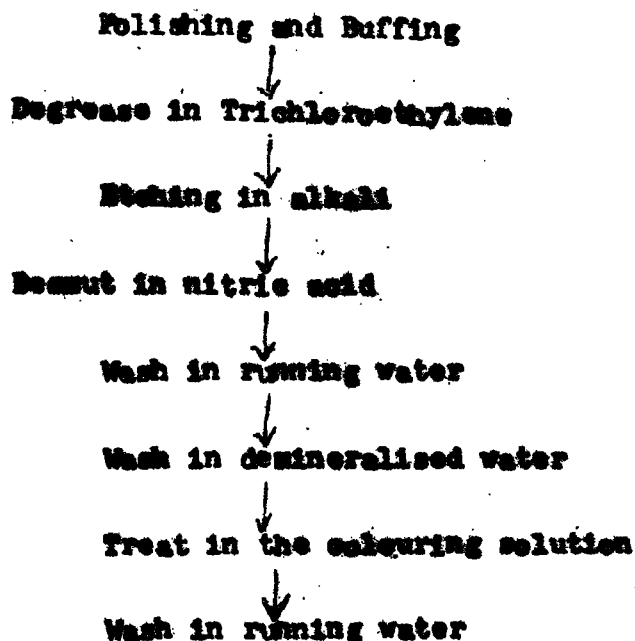 Polishing and Buffing
Degrease in Trichloroethylene
Etching in alkali
Desmut in nitric acid
Wash in running water
Wash in demineralised water
Treat in the colouring solution
Wash in running water